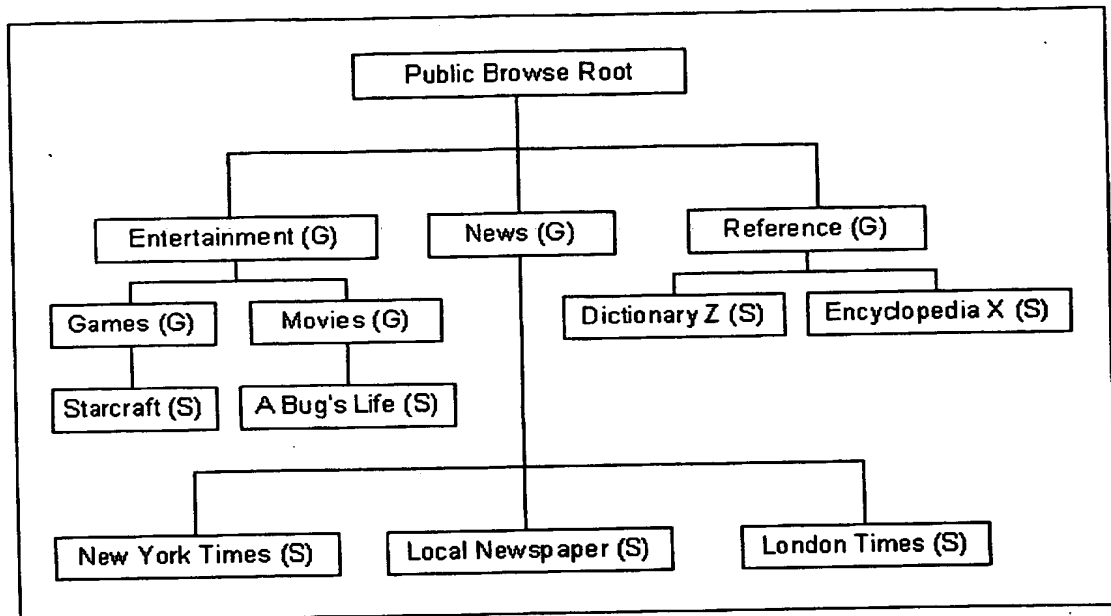 Public Browse Root
Entertainment (G)
News (G)
Reference (G)
Games (G)
Movies (G)
Dictionary Z (S)
Encyclopedia X (S)
Starcraft (S)
A Bug's Life (S)
New York Times (S)
Local Newspaper (S)
London Times (S)